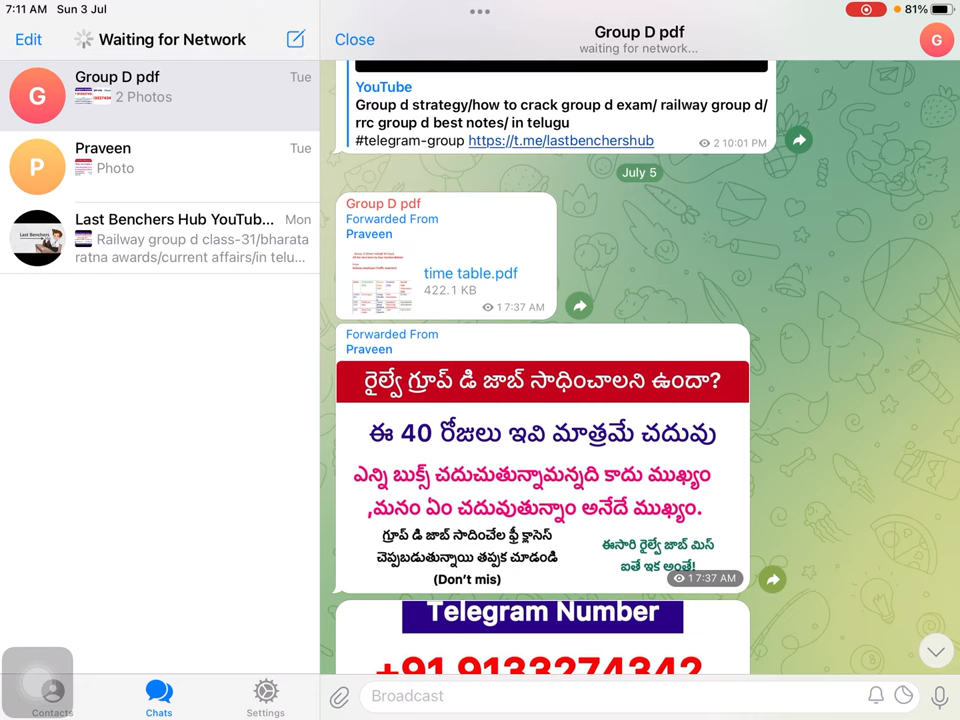 7:11 AM Sun 3 Jul
81%
Edit
Waiting for Network
Group D pdf
Tue
2 Photos
Praveen
Tue
Photo
Last Benchers Hub YouTub...
Mon
Railway group d class-31/bharata
ratna awards/current affairs/in telu...
Contacts
Chats
Settings
Close
Group D pdf
waiting for network...
G
G
P
YouTube
Group d strategy/how to crack group d exam/ railway group d/
rrc group d best notes/ in telugu
#telegram-group https://t.me/lastbenchershub
2 10:01 PM
July 5
Group D pdf
Forwarded From
Praveen
time table.pdf
422.1 KB
1 7:37 AM
Forwarded From
Praveen
రైల్వే గ్రూప్ డి జాబ్ సాధించాలని ఉందా?
ఈ 40 రోజులు ఇవి మాత్రమే చదువు
ఎన్ని బుక్స్ చదుచుతున్నామన్నది కాదు ముఖ్యం
,మనం ఏం చదువుతున్నాం అనేదే ముఖ్యం.
గ్రూప్ డి జాబ్ సాదించేల ఫ్రీ క్లాసెస్
చెప్పబడుతున్నాయి తప్పక చూడండి
(Don't mis)
ఈసారి రైల్వే జాబ్ మిస్
ఐతే ఇక అంతే!
1 7:37 AM
Telegram Number
+91 9133274342
Broadcast